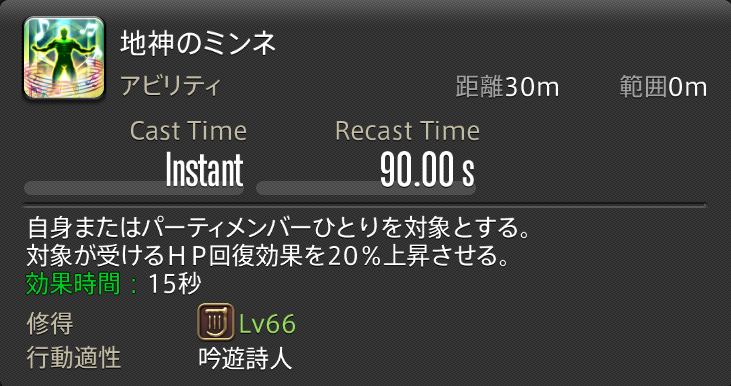 地神のミンネ
アビリティ 距離30m 範囲0m
Cast Time Recast Time
Instant 90.00 s
自身またはパーティメンバーひとりを対象とする。
対象が受けるＨＰ回復効果を20％上昇させる。
効果時間：15秒
修得 Lv66
行動適性 吟遊詩人